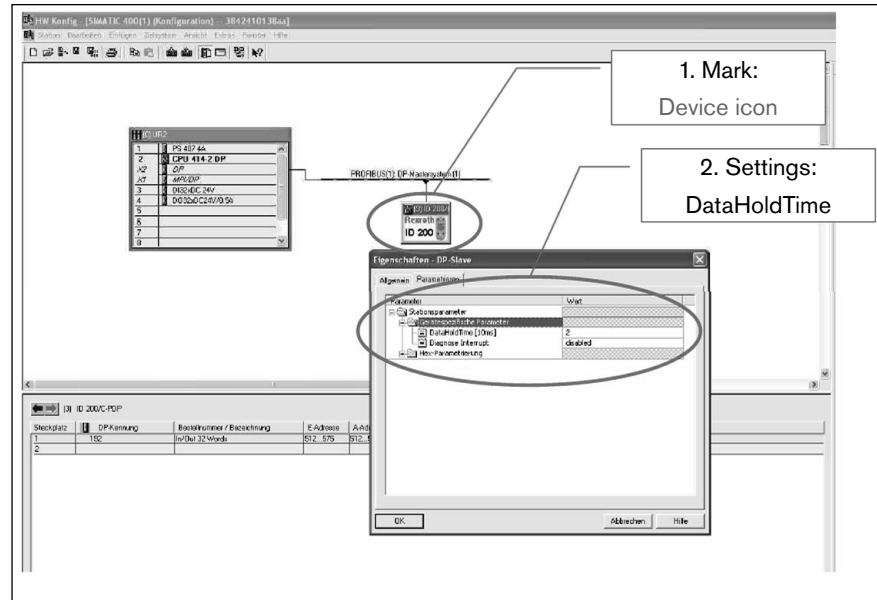 HW Konfig - [SIMATIC 400(1) (Konfiguration) -- 3842410138aa]
Station Bearbeiten Einfügen Zielsystem Ansicht Extras Fenster Hilfe
1. Mark:
Device icon
2. Settings:
DataHoldTime
(0) UR2
1 PS 407 4A
2 CPU 414-2 DP
X2 DP
X1 MPI/DP
3 DI32xDC 24V
4 DO32xDC24V/0.5A
5
6
7
8
PROFIBUS(1): DP-Mastersystem (1)
(3) ID 200/
Rexroth
ID 200
Eigenschaften - DP-Slave
Allgemein Parametrieren
Parameter Wert
Stationsparameter
Gerätespezifische Parameter
DataHoldTime [10ms] 2
Diagnose Interrupt disabled
Hex-Parametrierung
OK Abbrechen Hilfe
(3) ID 200/C-PDP
Steckplatz DP-Kennung Bestellnummer / Bezeichnung E-Adresse
1 192 In/Out 32 Words 512...575
2